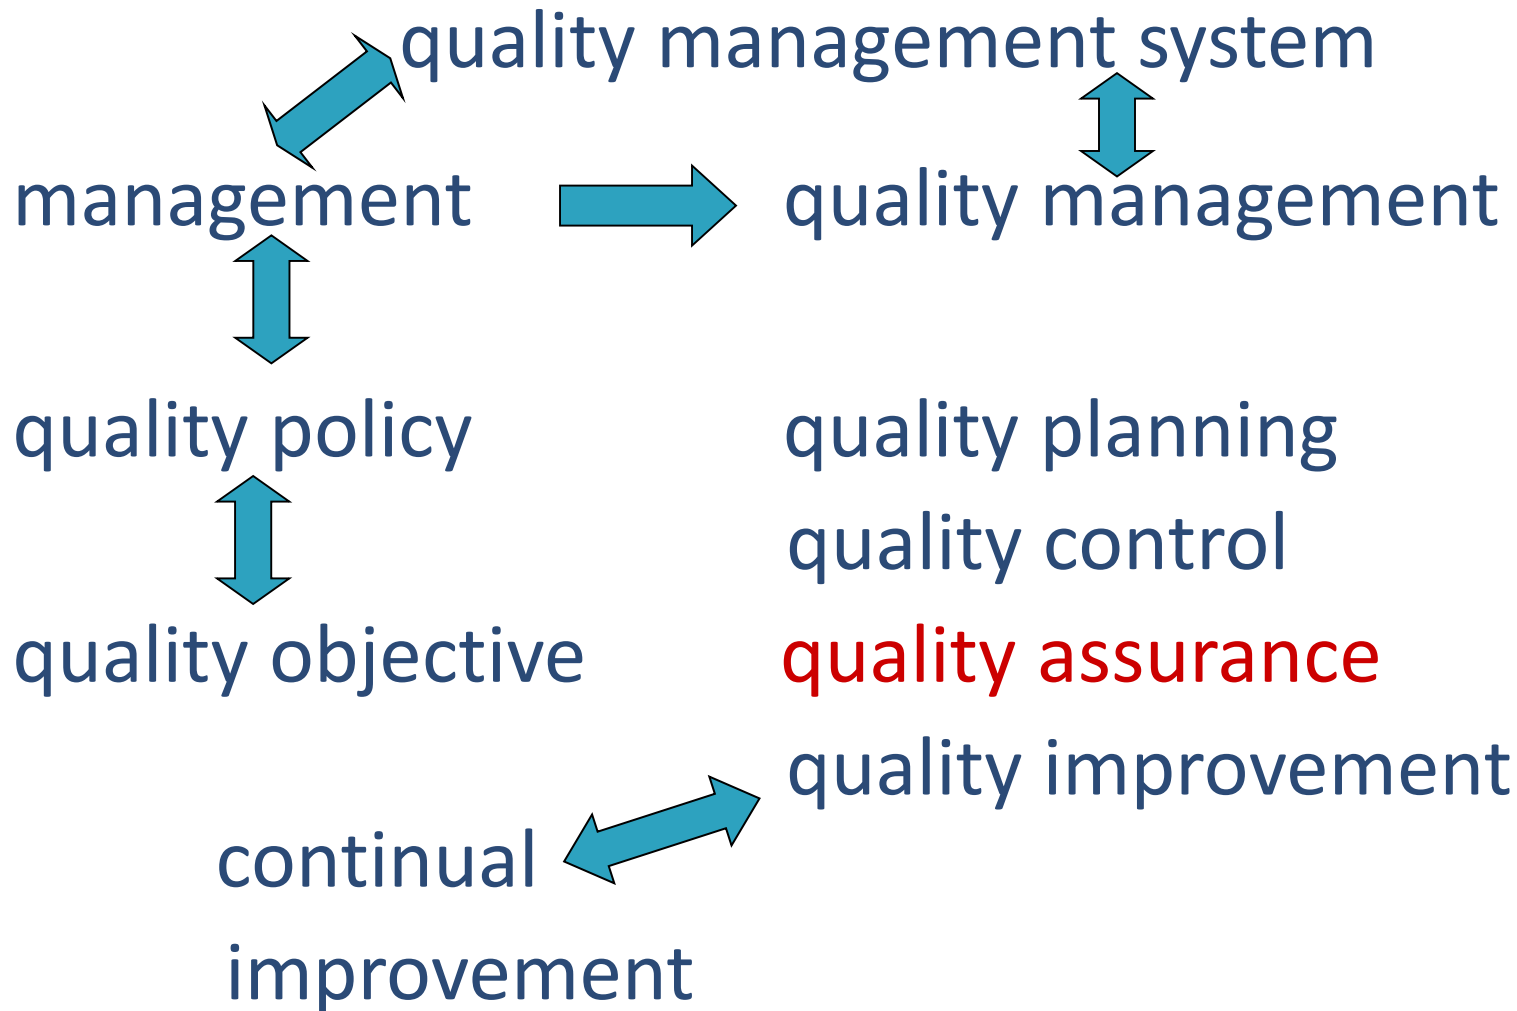 quality management system
management
quality management
quality policy
quality planning
quality control
quality objective
quality assurance
quality improvement
continual
improvement